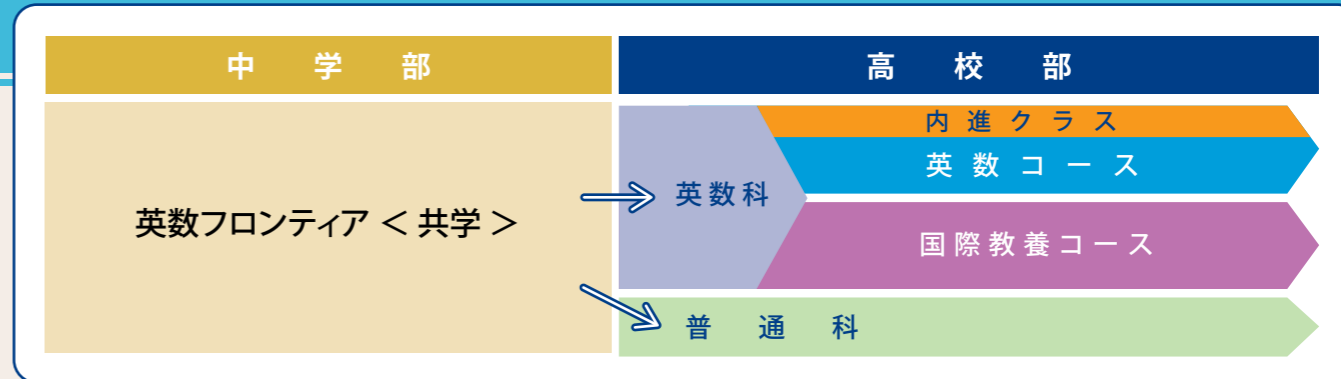 中学部
高校部
英数フロンティア＜共学＞
英数科
内進クラス
英数コース
国際教養コース
普通科